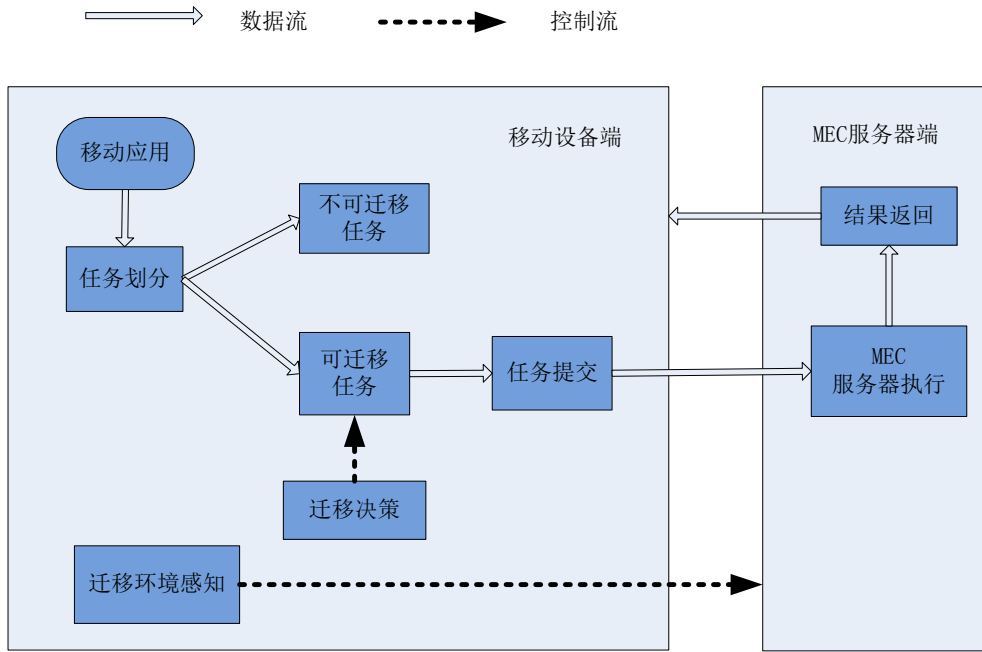 数据流
控制流
移动设备端
MEC服务器端
移动应用
不可迁移
任务
结果返回
任务划分
可迁移
任务
任务提交
MEC
服务器执行
迁移决策
迁移环境感知